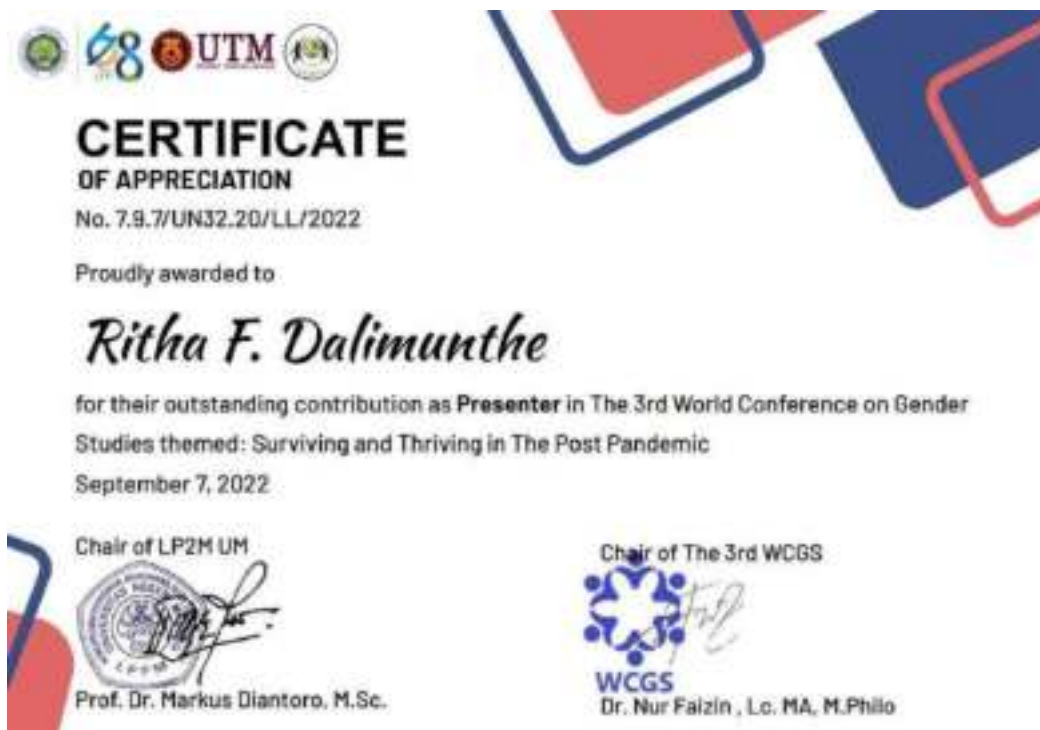 68 UTM
CERTIFICATE
OF APPRECIATION
No. 7.9.7/UN32.20/LL/2022
Proudly awarded to
Ritha F. Dalimunthe
for their outstanding contribution as Presenter in The 3rd World Conference on Gender
Studies themed: Surviving and Thriving in The Post Pandemic
September 7, 2022
Chair of LP2M UM
Chair of The 3rd WCGS
LPPM
WCGS
Prof. Dr. Markus Diantoro, M.Sc.
Dr. Nur Faizin , Lc. MA, M.Philo